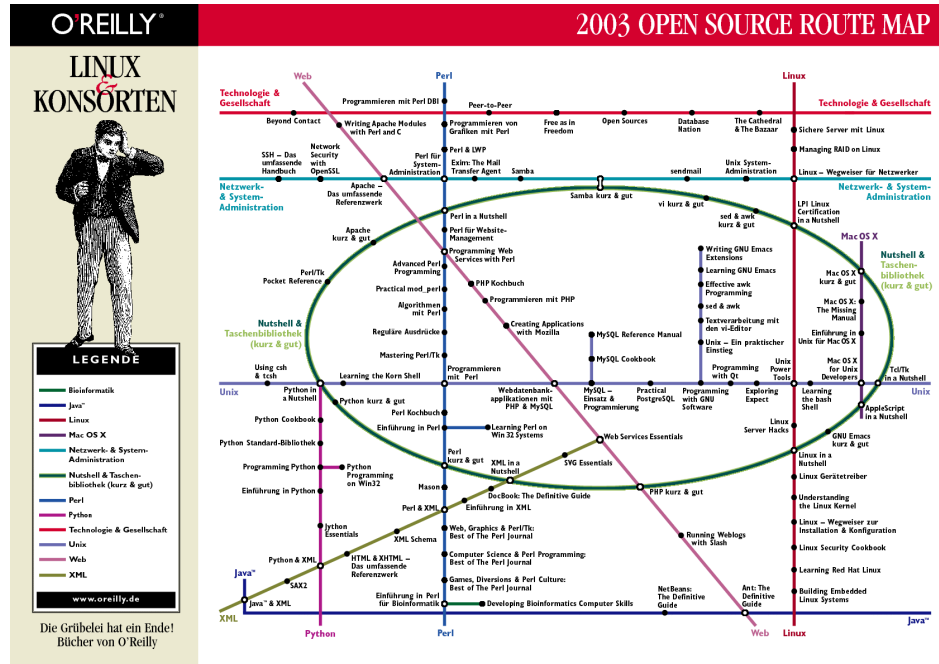 O'REILLY®
2003 OPEN SOURCE ROUTE MAP
LINUX
&
KONSORTEN
LEGENDE
Bioinformatik
Java™
Linux
Mac OS X
Netzwerk- & System-
Administration
Nutshell & Taschen-
bibliothek (kurz & gut)
Perl
Python
Technologie & Gesellschaft
Unix
Web
XML
www.oreilly.de
Die Grübelei hat ein Ende!
Bücher von O'Reilly
Web
Perl
Linux
Technologie &
Gesellschaft
Technologie & Gesellschaft
Programmieren mit Perl DBI
Peer-to-Peer
Beyond Contact
Writing Apache Modules
with Perl and C
Programmieren von
Grafiken mit Perl
Free as in
Freedom
Open Sources
Database
Nation
The Cathedral
& The Bazaar
Sichere Server mit Linux
Managing RAID on Linux
SSH – Das
umfassende
Handbuch
Network
Security
with
OpenSSL
Perl & LWP
Perl für
System-
Administration
Exim: The Mail
Transfer Agent
Samba
sendmail
Unix System-
Administration
Linux – Wegweiser für Netzwerker
Netzwerk-
& System-
Administration
Netzwerk- & System-
Administration
Apache –
Das umfassende
Referenzwerk
Samba kurz & gut
vi kurz & gut
sed & awk
kurz & gut
LPI Linux
Certification
in a Nutshell
Perl in a Nutshell
Apache
kurz & gut
Perl für Website-
Management
Mac OS X
Programming Web
Services with Perl
Writing GNU Emacs
Extensions
Nutshell &
Taschen-
bibliothek
(kurz & gut)
Perl/Tk
Pocket Reference
Advanced Perl
Programming
Learning GNU Emacs
Mac OS X
kurz & gut
Practical mod_perl
PHP Kochbuch
Effective awk
Programming
Programmieren mit PHP
Algorithmen
mit Perl
sed & awk
Mac OS X:
The Missing
Manual
Nutshell &
Taschenbibliothek
(kurz & gut)
Reguläre Ausdrücke
Creating Applications
with Mozilla
MySQL Reference Manual
Textverarbeitung mit
den vi-Editor
Einführung in
Unix für Mac OS X
Unix – Ein praktischer
Einstieg
Mastering Perl/Tk
MySQL Cookbook
Using csh
& tcsh
Learning the Korn Shell
Programmieren
mit Perl
Programming
with Qt
Unix
Power
Tools
Mac OS X
for Unix
Developers
Tcl/Tk
in a Nutshell
Unix
Unix
Python in
a Nutshell
Webdatenbank-
applikationen mit
PHP & MySQL
MySQL –
Einsatz &
Programmierung
Practical
PostgreSQL
Programming
with GNU
Software
Exploring
Expect
Learning
the bash
Shell
Python kurz & gut
AppleScript
in a Nutshell
Python Cookbook
Perl Kochbuch
Einführung in Perl
Learning Perl on
Win 32 Systems
Linux
Server Hacks
Python Standard-Bibliothek
Web Services Essentials
GNU Emacs
kurz & gut
Programming Python
Python
Programming
on Win32
Perl
kurz & gut
XML in a
Nutshell
SVG Essentials
Linux in a
Nutshell
Linux Gerätetreiber
Einführung in Python
Mason
DocBook: The Definitive Guide
PHP kurz & gut
Perl & XML
Einführung in XML
Understanding
the Linux Kernel
Jython
Essentials
XML Schema
Web, Graphics & Perl/Tk:
Best of The Perl Journal
Running Weblogs
with Slash
Linux – Wegweiser zur
Installation & Konfiguration
Python & XML
HTML & XHTML –
Das umfassende
Referenzwerk
Computer Science & Perl Programming:
Best of The Perl Journal
Linux Security Cookbook
Java™
SAX2
Games, Diversions & Perl Culture:
Best of The Perl Journal
Learning Red Hat Linux
Java™ & XML
Einführung in Perl
für Bioinformatik
Developing Bioinformatics Computer Skills
NetBeans:
The Definitive
Guide
Ant: The
Definitive
Guide
Building Embedded
Linux Systems
XML
Java™
Python
Perl
Web
Linux